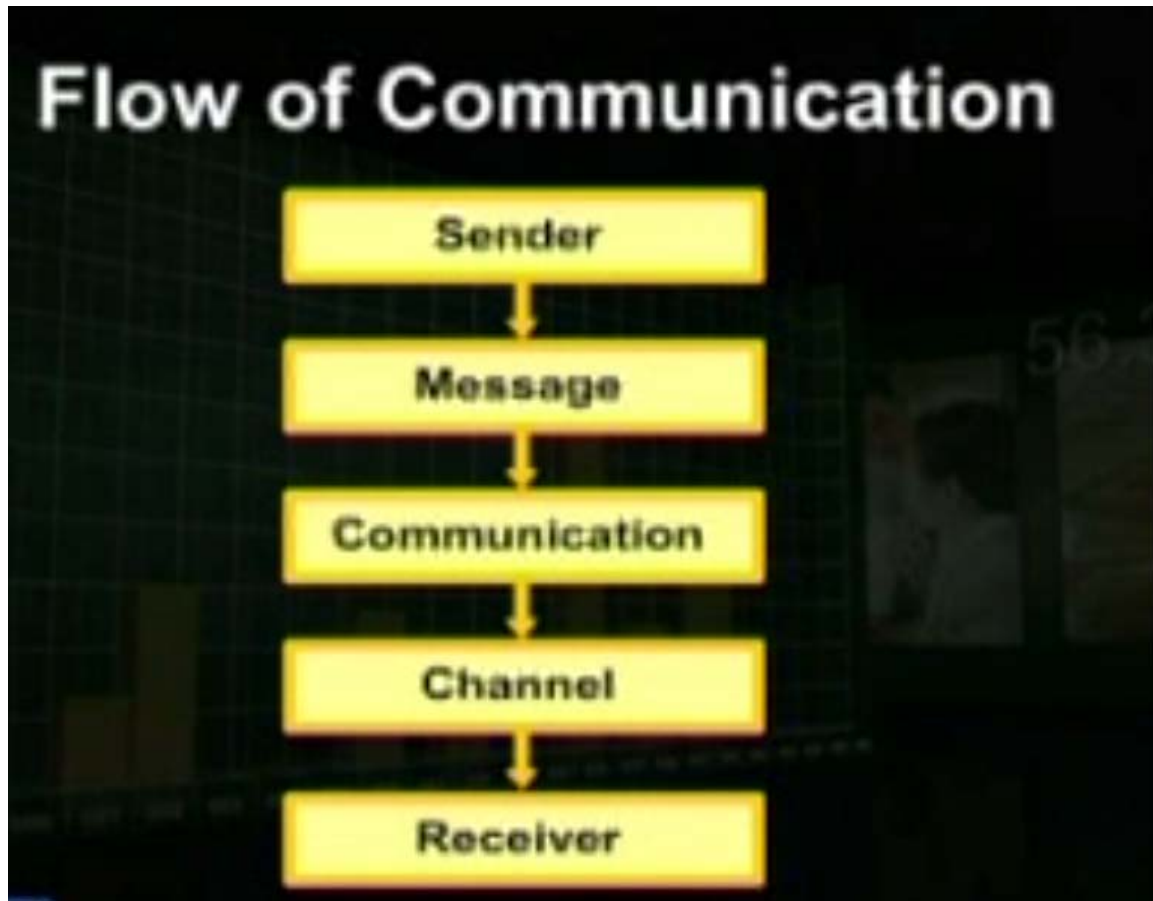 Flow of Communication
Sender
Message
Communication
Channel
Receiver